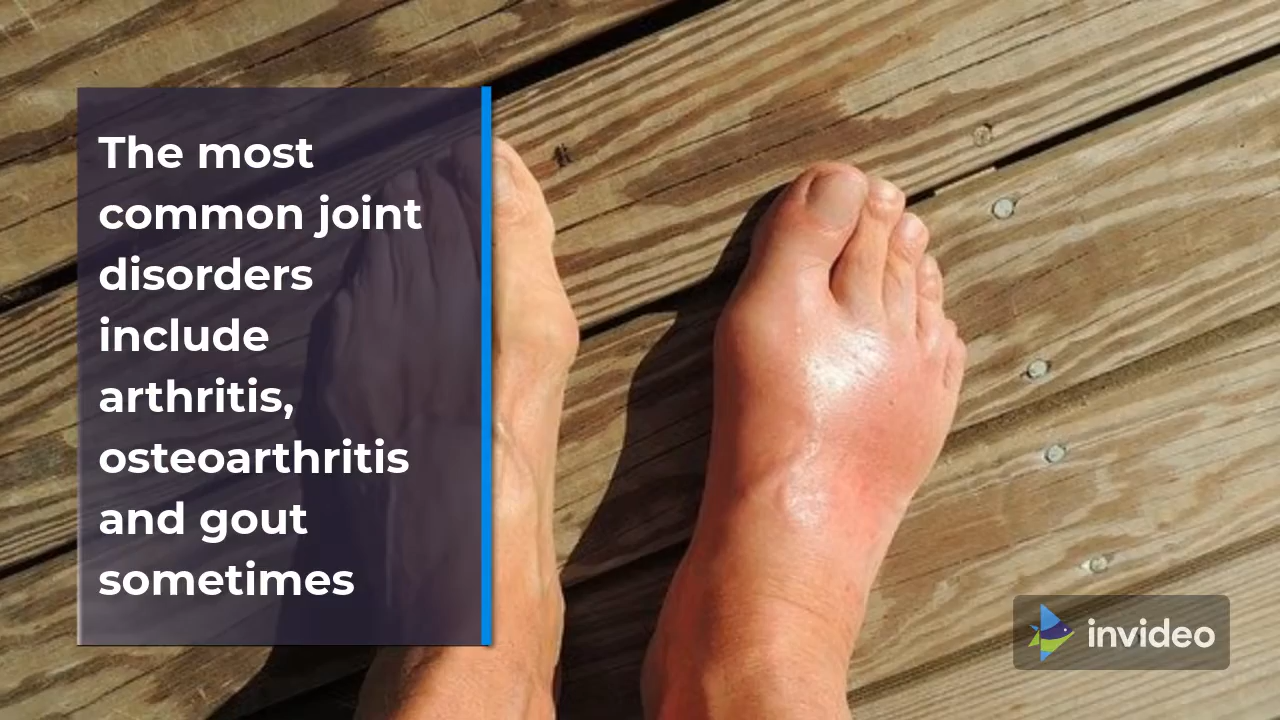 The most
common joint
disorders
include
arthritis,
osteoarthritis
and gout
sometimes
invideo